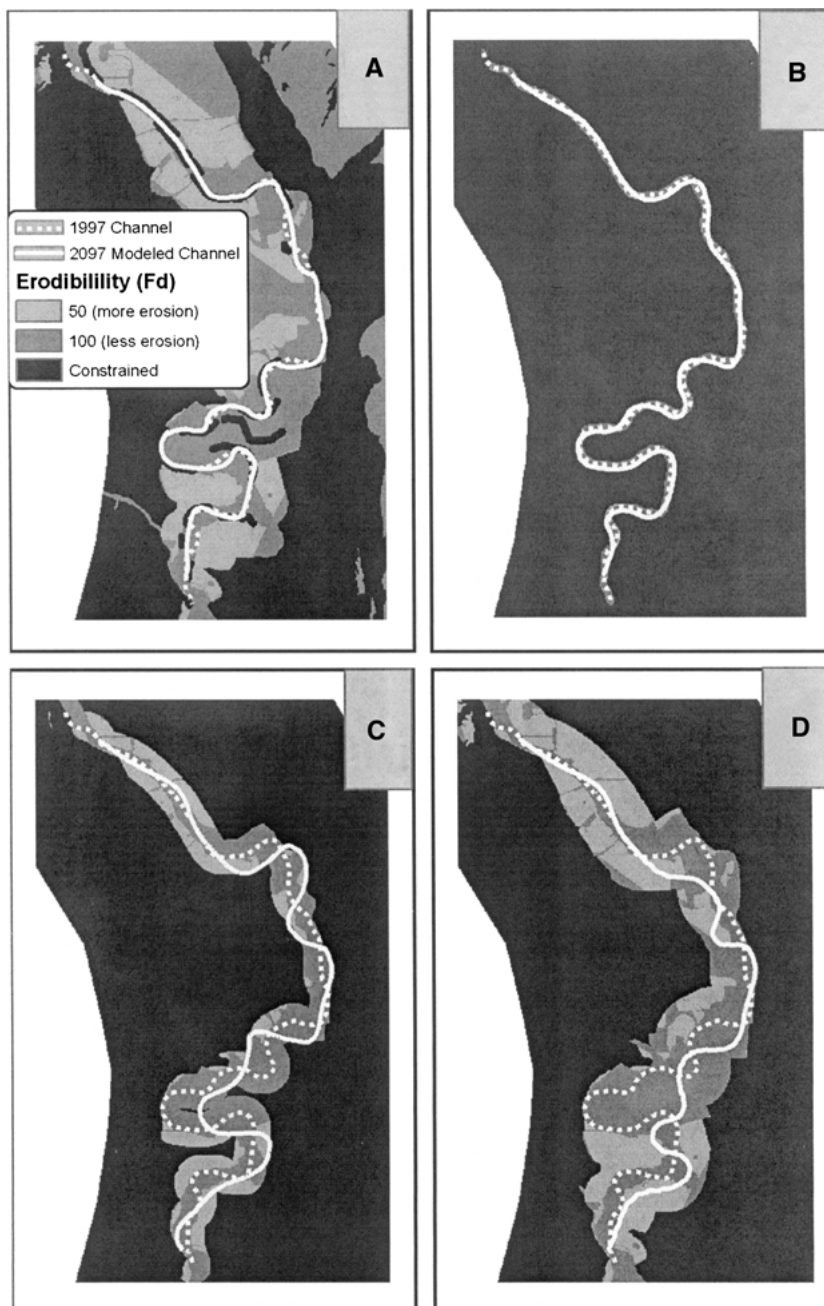 A
B
1997 Channel
2097 Modeled Channel
Erodibilility (Fd)
50 (more erosion)
100 (less erosion)
Constrained
C
D